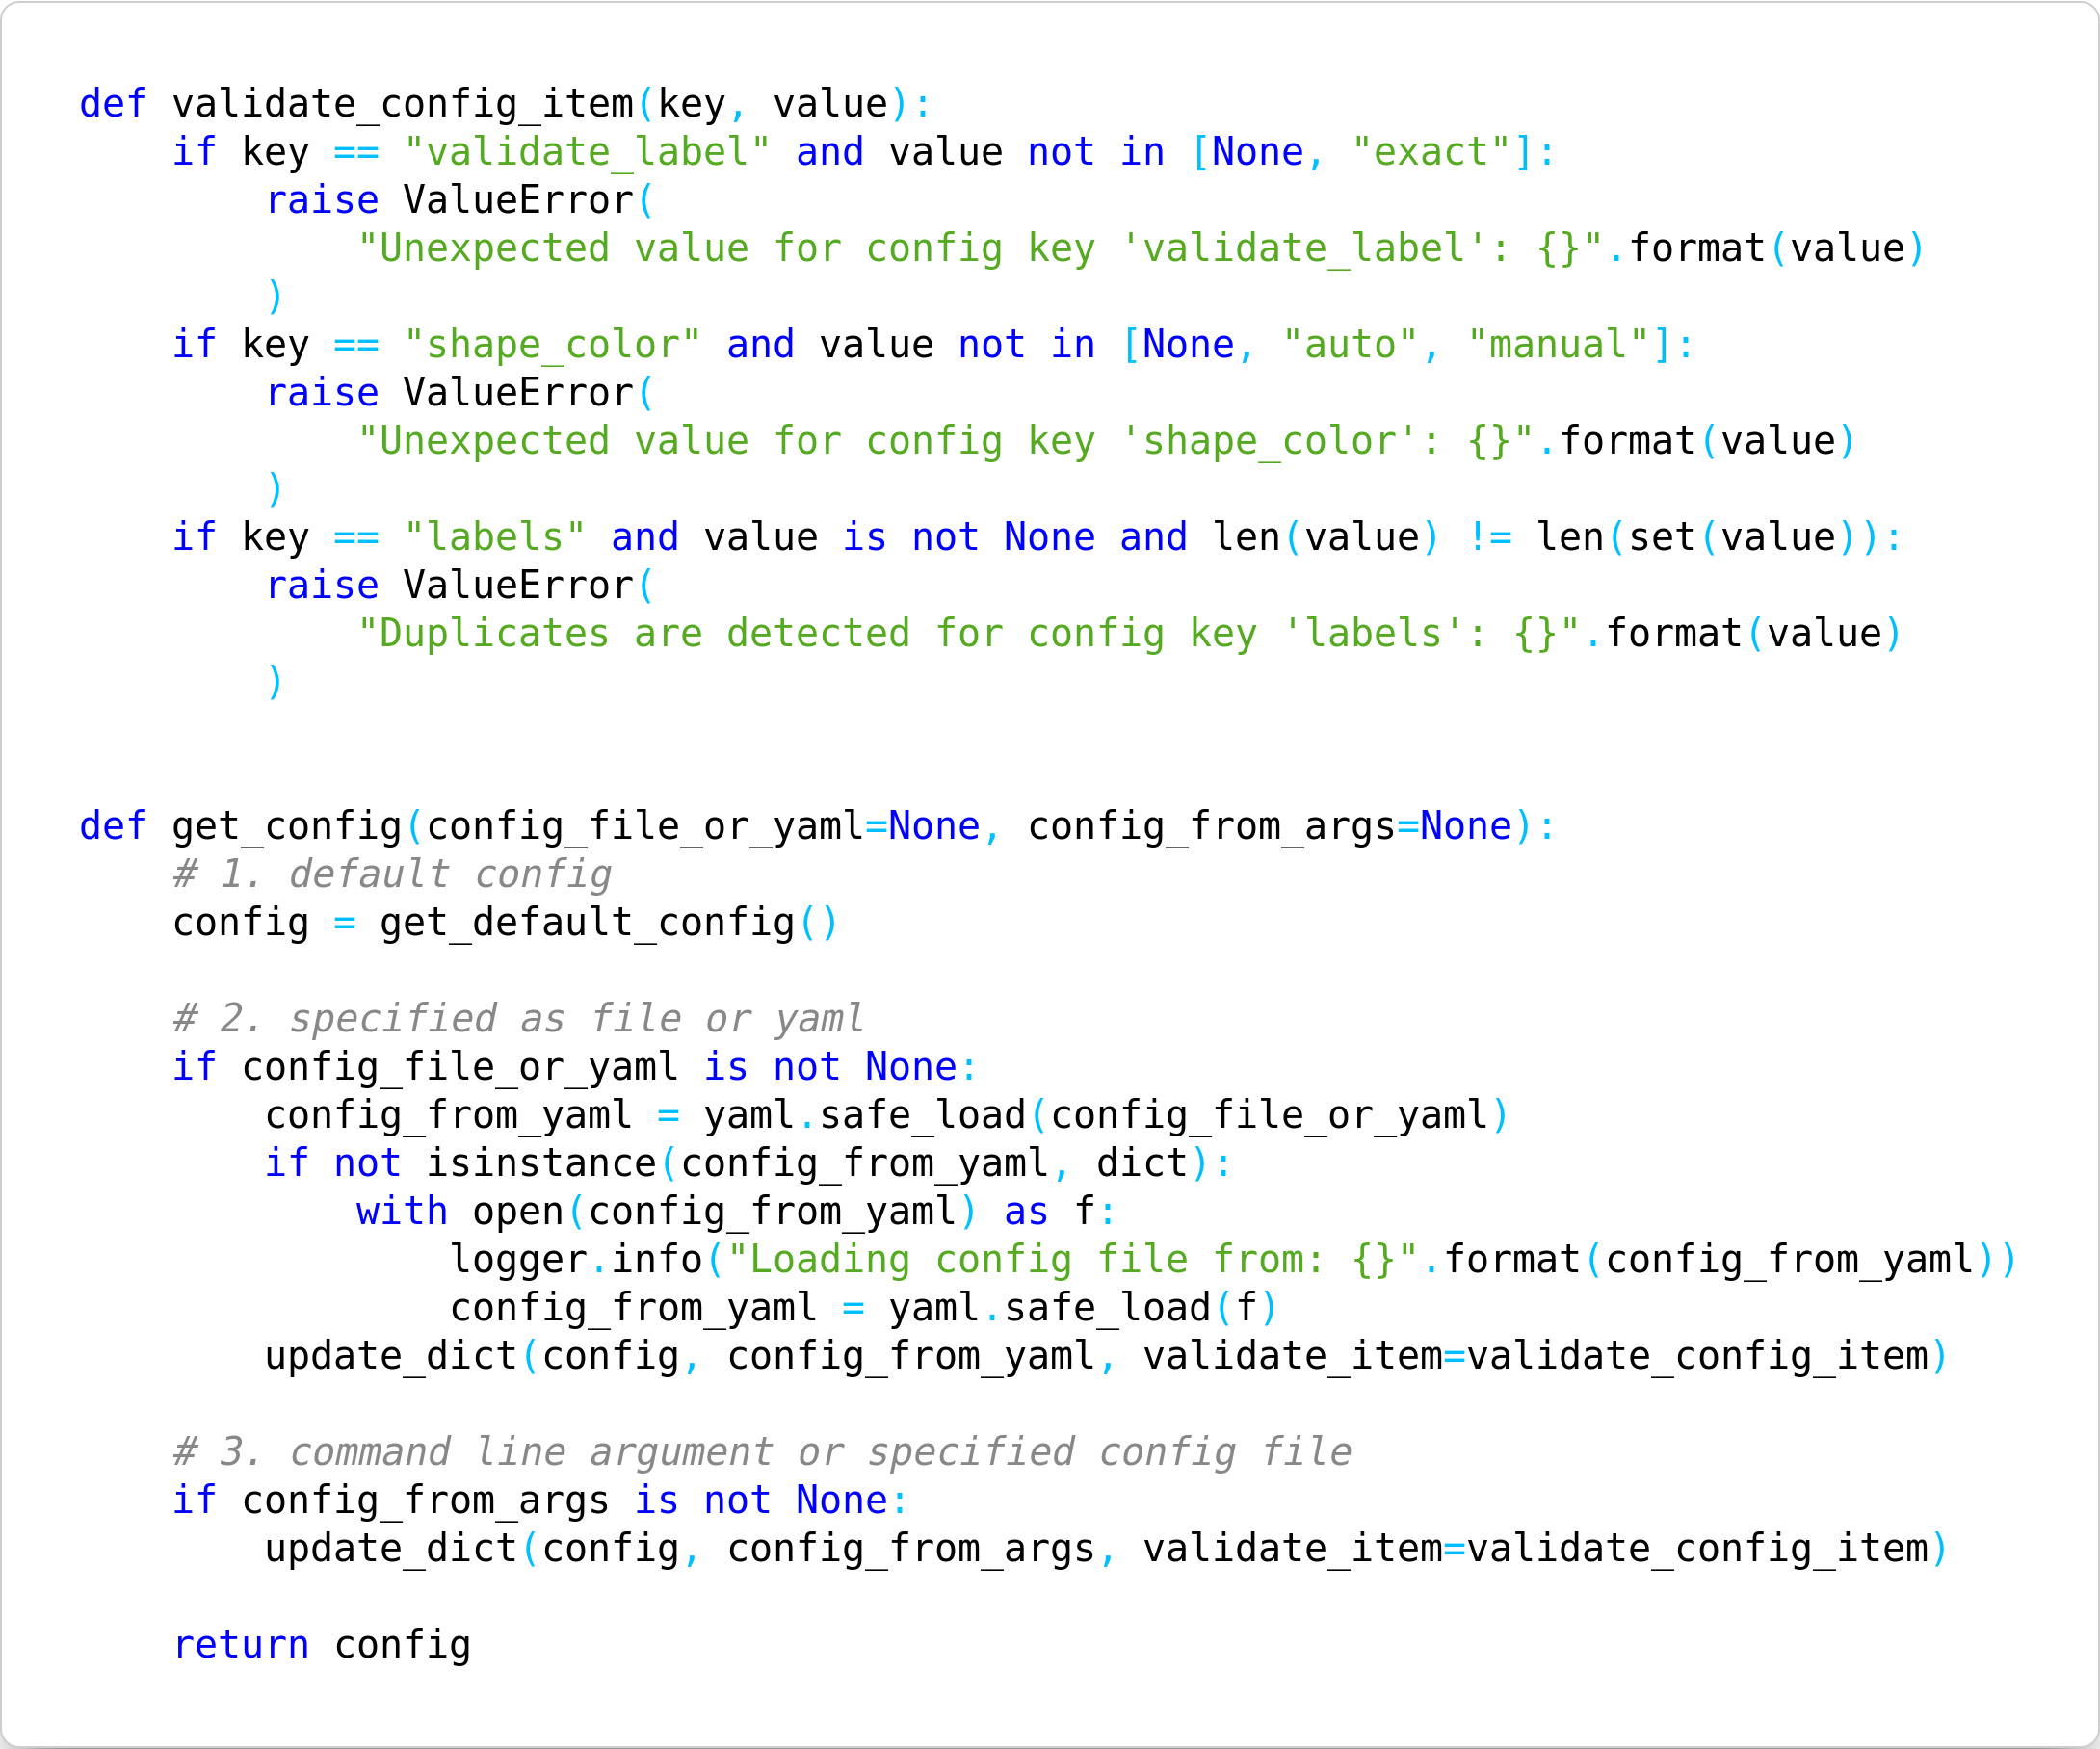 def validate_config_item(key, value):
    if key == "validate_label" and value not in [None, "exact"]:
        raise ValueError(
            "Unexpected value for config key 'validate_label': {}".format(value)
        )
    if key == "shape_color" and value not in [None, "auto", "manual"]:
        raise ValueError(
            "Unexpected value for config key 'shape_color': {}".format(value)
        )
    if key == "labels" and value is not None and len(value) != len(set(value)):
        raise ValueError(
            "Duplicates are detected for config key 'labels': {}".format(value)
        )


def get_config(config_file_or_yaml=None, config_from_args=None):
    # 1. default config
    config = get_default_config()

    # 2. specified as file or yaml
    if config_file_or_yaml is not None:
        config_from_yaml = yaml.safe_load(config_file_or_yaml)
        if not isinstance(config_from_yaml, dict):
            with open(config_from_yaml) as f:
                logger.info("Loading config file from: {}".format(config_from_yaml))
                config_from_yaml = yaml.safe_load(f)
        update_dict(config, config_from_yaml, validate_item=validate_config_item)

    # 3. command line argument or specified config file
    if config_from_args is not None:
        update_dict(config, config_from_args, validate_item=validate_config_item)

    return config